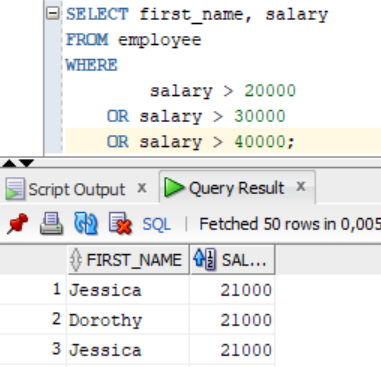 SELECT first_name, salary
FROM employee
WHERE
salary > 20000
OR salary > 30000
OR salary > 40000;
Script Output x Query Result x
SQL | Fetched 50 rows in 0,005
FIRST_NAME SAL...
1 Jessica 21000
2 Dorothy 21000
3 Jessica 21000